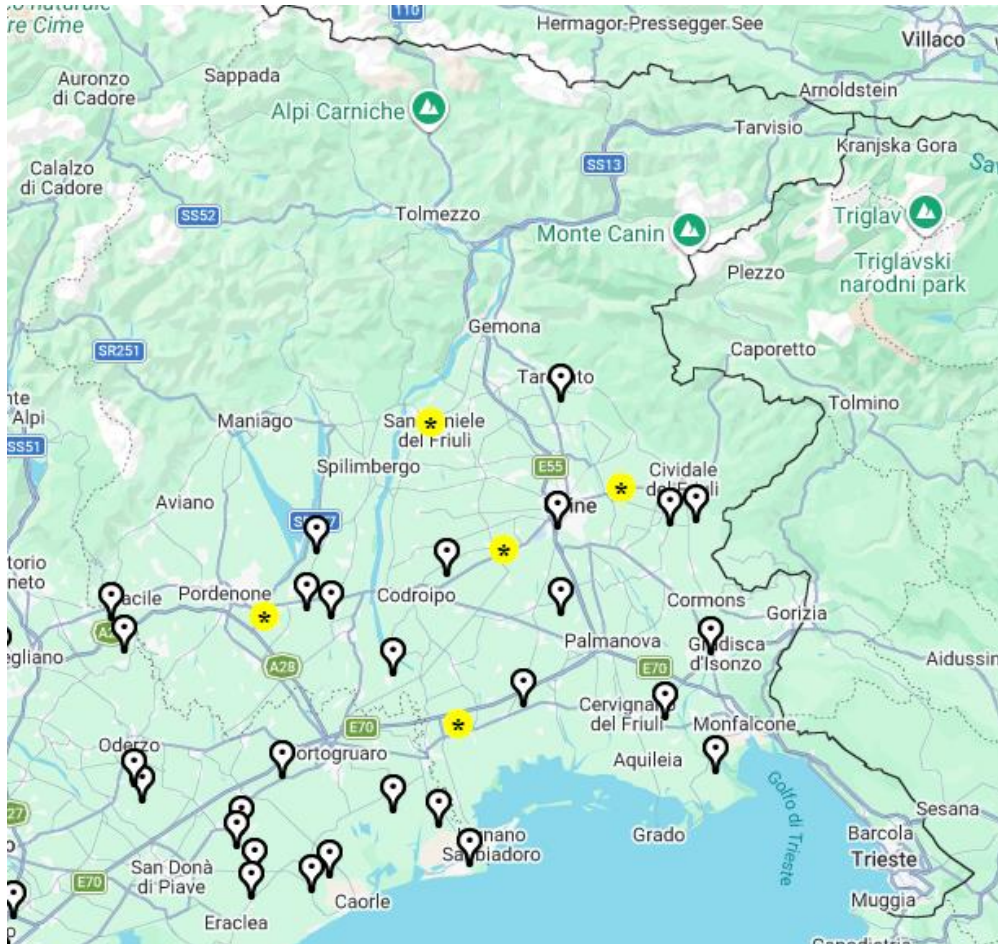 110
Hermagor-Pressegger See
re Cime
Villaco
Auronzo
di Cadore
Sappada
Alpi Carniche
Arnoldstein
Tarvisio
Kranjska Gora
Calalzo
di Cadore
SS13
SS52
Tolmezzo
Monte Canin
Triglav
Plezzo
Triglavski
narodni park
Gemona
SR251
Caporetto
Alpi
Maniago
del Friuli
Tolmino
SS51
Spilimbergo
E55
Cividale
Aviano
Pordenone
Codroipo
Cormons
Gorizia
Palmanova
d'Isonzo
Aidussin
A28
E70
del Friuli
Monfalcone
Oderzo
E70
Aquileia
Golfo di Trieste
Grado
Sesana
Barcola
Trieste
San Donà
di Piave
E70
Caorle
Muggia
Eraclea